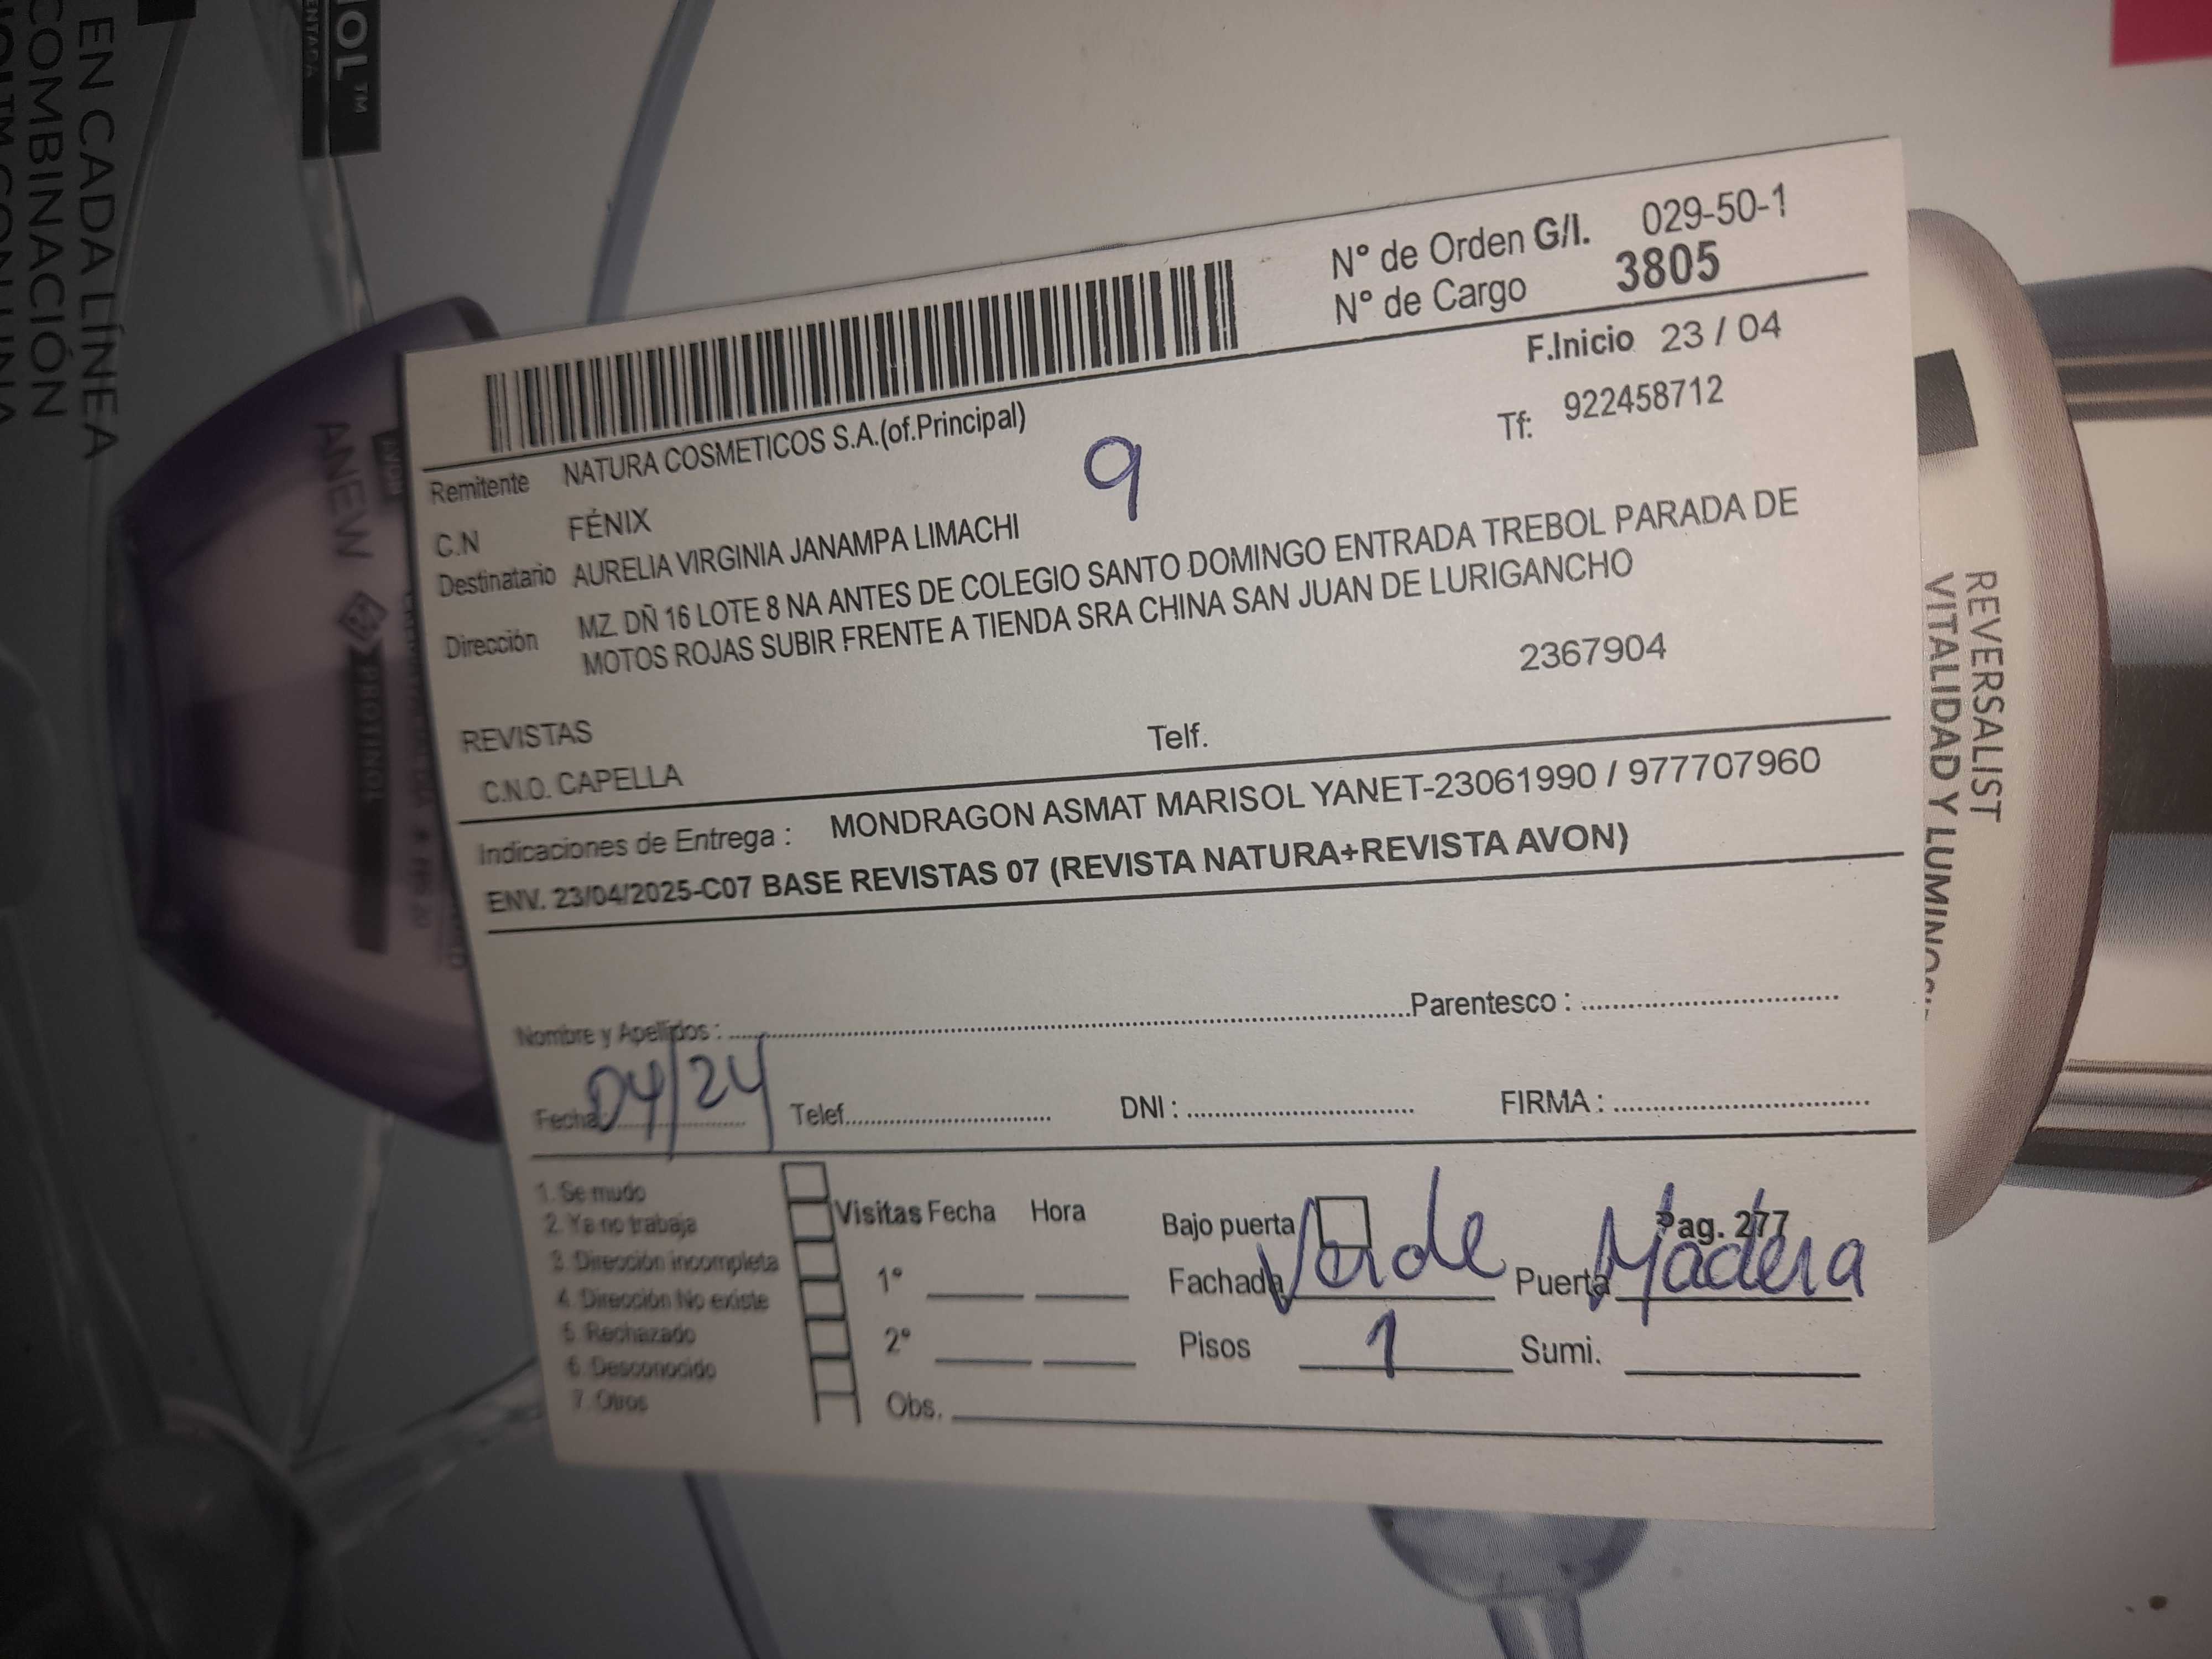 EN CADA LÍNEA
COMBINACIÓN
ANEW
PROTINOL
REVERSALIST
VITALIDAD Y
N° de Orden G/I. 029-50-1
N° de Cargo 3805
F.Inicio 23 / 04
Remitente NATURA COSMETICOS S.A.(of.Principal)
Tf: 922458712
9
C.N FÉNIX
Destinatario AURELIA VIRGINIA JANAMPA LIMACHI
Dirección MZ. DÑ 16 LOTE 8 NA ANTES DE COLEGIO SANTO DOMINGO ENTRADA TREBOL PARADA DE
MOTOS ROJAS SUBIR FRENTE A TIENDA SRA CHINA SAN JUAN DE LURIGANCHO
2367904
REVISTAS
C.N.O. CAPELLA Telf.
Indicaciones de Entrega : MONDRAGON ASMAT MARISOL YANET-23061990 / 977707960
ENV. 23/04/2025-C07 BASE REVISTAS 07 (REVISTA NATURA+REVISTA AVON)
Nombre y Apellidos : Parentesco :
Fecha: 04/24 Telef. DNI : FIRMA :
1. Se mudo
2. Ya no trabaja
3. Dirección incompleta
4. Dirección No existe
5. Rechazado
6. Desconocido
7. Otros
Visitas Fecha Hora
1°
2°
Obs.
Bajo puerta Pag. 277
Fachada Verde Puerta Madera
Pisos 1 Sumi.